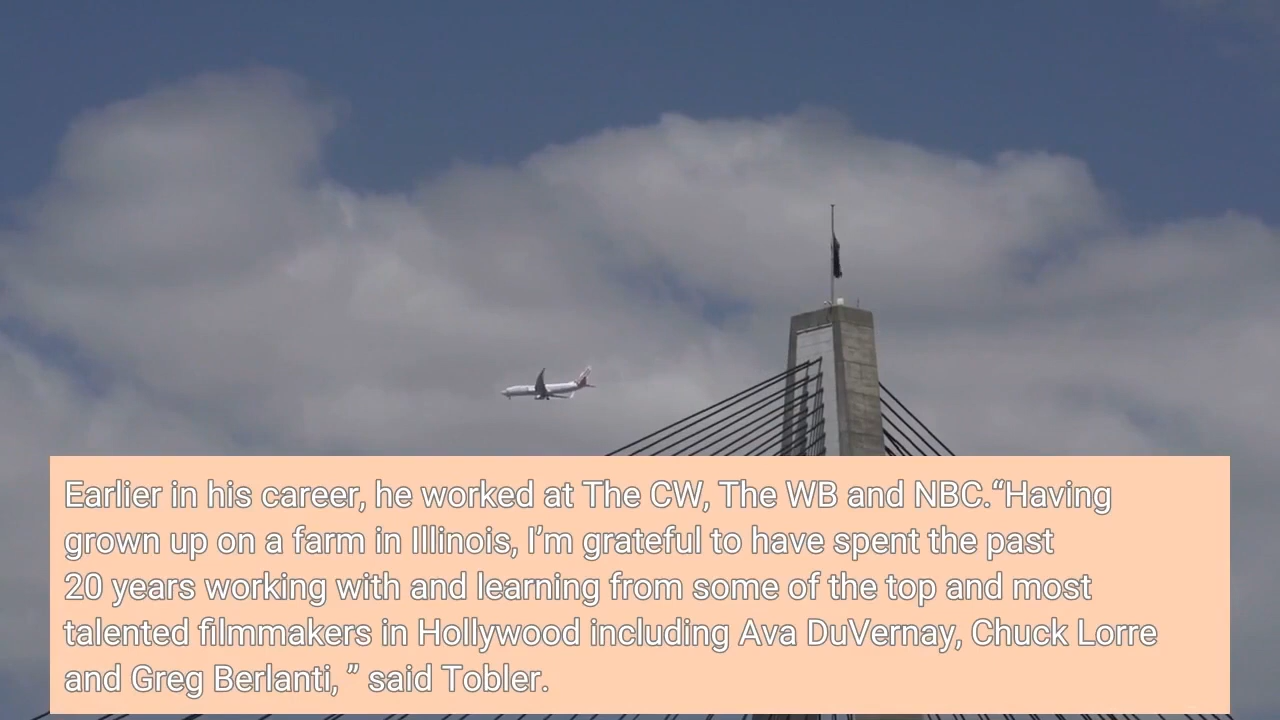 Earlier in his career, he worked at The CW, The WB and NBC.“Having
grown up on a farm in Illinois, I’m grateful to have spent the past
20 years working with and learning from some of the top and most
talented filmmakers in Hollywood including Ava DuVernay, Chuck Lorre
and Greg Berlanti, ” said Tobler.